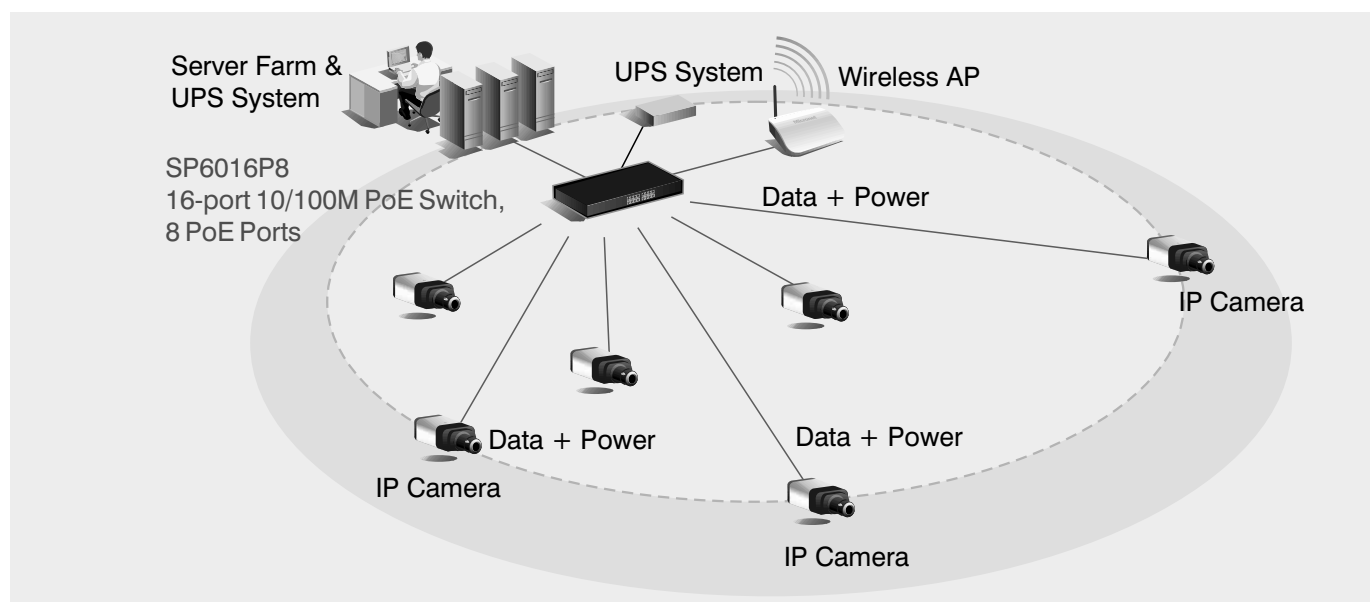 Server Farm &
UPS System
UPS System
Wireless AP
SP6016P8
16-port 10/100M PoE Switch,
8 PoE Ports
Data + Power
IP Camera
Data + Power
Data + Power
IP Camera
IP Camera